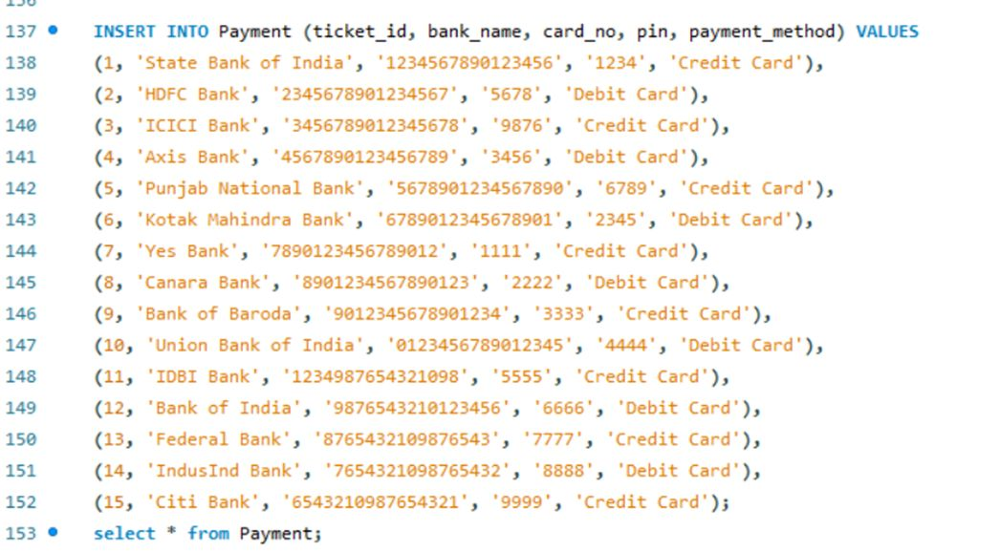 156
137 INSERT INTO Payment (ticket_id, bank_name, card_no, pin, payment_method) VALUES
138 (1, 'State Bank of India', '1234567890123456', '1234', 'Credit Card'),
139 (2, 'HDFC Bank', '2345678901234567', '5678', 'Debit Card'),
140 (3, 'ICICI Bank', '3456789012345678', '9876', 'Credit Card'),
141 (4, 'Axis Bank', '4567890123456789', '3456', 'Debit Card'),
142 (5, 'Punjab National Bank', '5678901234567890', '6789', 'Credit Card'),
143 (6, 'Kotak Mahindra Bank', '6789012345678901', '2345', 'Debit Card'),
144 (7, 'Yes Bank', '7890123456789012', '1111', 'Credit Card'),
145 (8, 'Canara Bank', '8901234567890123', '2222', 'Debit Card'),
146 (9, 'Bank of Baroda', '9012345678901234', '3333', 'Credit Card'),
147 (10, 'Union Bank of India', '0123456789012345', '4444', 'Debit Card'),
148 (11, 'IDBI Bank', '1234987654321098', '5555', 'Credit Card'),
149 (12, 'Bank of India', '9876543210123456', '6666', 'Debit Card'),
150 (13, 'Federal Bank', '8765432109876543', '7777', 'Credit Card'),
151 (14, 'IndusInd Bank', '7654321098765432', '8888', 'Debit Card'),
152 (15, 'Citi Bank', '6543210987654321', '9999', 'Credit Card');
153 select * from Payment;